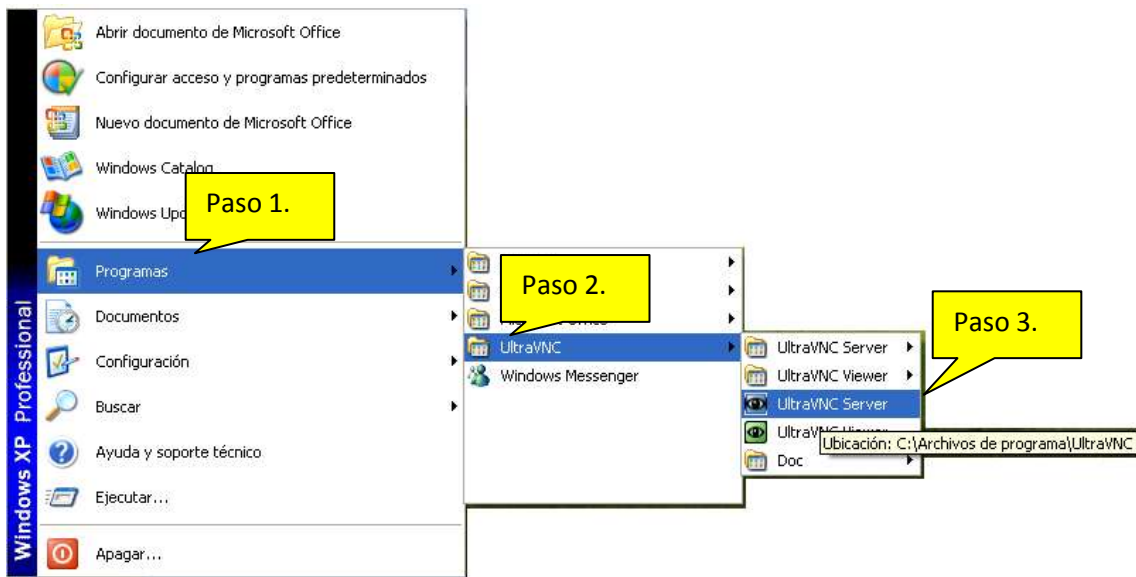 Abrir documento de Microsoft Office
Configurar acceso y programas predeterminados
Nuevo documento de Microsoft Office
Windows Catalog
Windows
Paso 1.
Programas
Documentos
Configuración
Buscar
Ayuda y soporte técnico
Ejecutar...
Apagar...
Windows XP Professional
Paso 2.
UltraVNC
Windows Messenger
Paso 3.
UltraVNC Server
UltraVNC Viewer
UltraVNC Server
UltraVNC
Ubicación: C:\Archivos de programa\UltraVNC
Doc